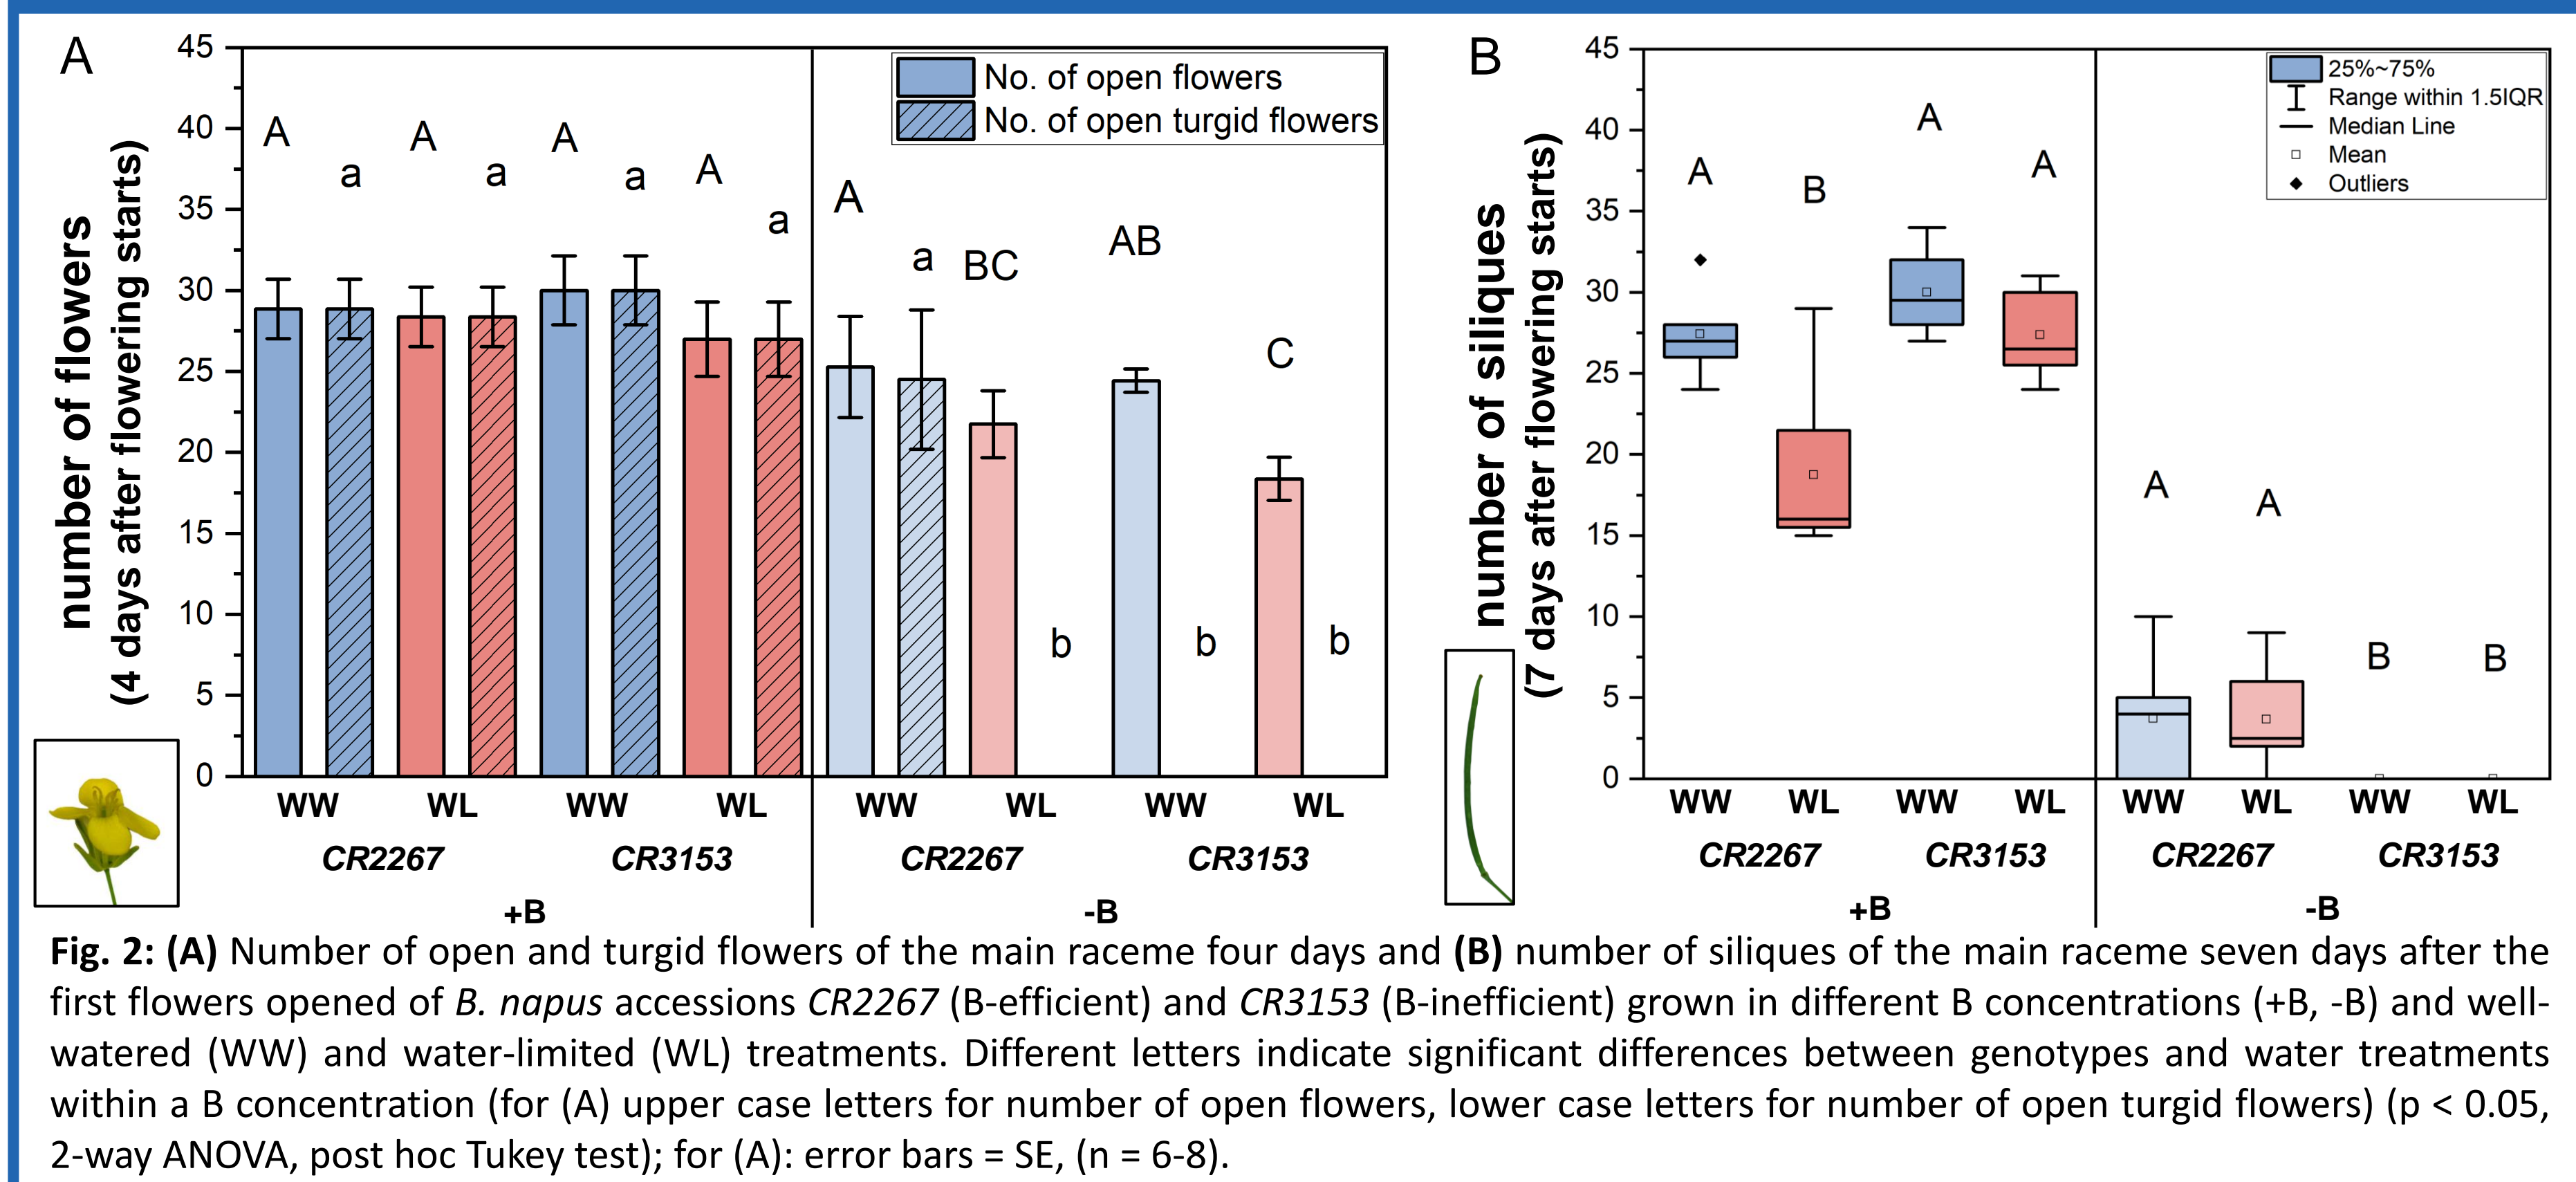 A
45
40
35
30
25
20
15
10
5
0
number of flowers
(4 days after flowering starts)
No. of open flowers
No. of open turgid flowers
A
a
A
a
A
a
A
a
A
a
BC
b
AB
b
C
b
WW
WL
WW
WL
WW
WL
WW
WL
CR2267
CR3153
CR2267
CR3153
+B
-B
B
45
40
35
30
25
20
15
10
5
0
number of siliques
(7 days after flowering starts)
25%~75%
Range within 1.5IQR
Median Line
Mean
Outliers
A
B
A
A
A
A
B
B
WW
WL
WW
WL
WW
WL
WW
WL
CR2267
CR3153
CR2267
CR3153
+B
-B
Fig. 2: (A) Number of open and turgid flowers of the main raceme four days and (B) number of siliques of the main raceme seven days after the
first flowers opened of B. napus accessions CR2267 (B-efficient) and CR3153 (B-inefficient) grown in different B concentrations (+B, -B) and well-
watered (WW) and water-limited (WL) treatments. Different letters indicate significant differences between genotypes and water treatments
within a B concentration (for (A) upper case letters for number of open flowers, lower case letters for number of open turgid flowers) (p < 0.05,
2-way ANOVA, post hoc Tukey test); for (A): error bars = SE, (n = 6-8).